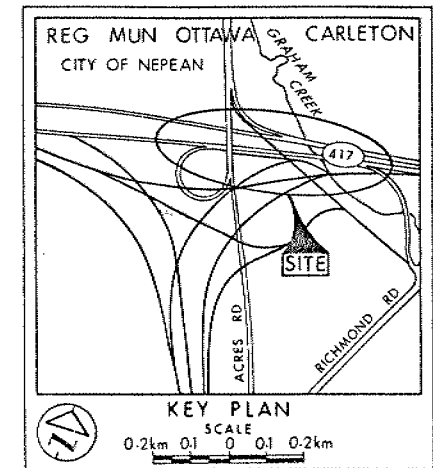 REG MUN OTTAWA CARLETON
CITY OF NEPEAN
GRAHAM CREEK
417
SITE
ACRES RD
RICHMOND RD
KEY PLAN
SCALE
0·2km 0·1 0 0·1 0·2km